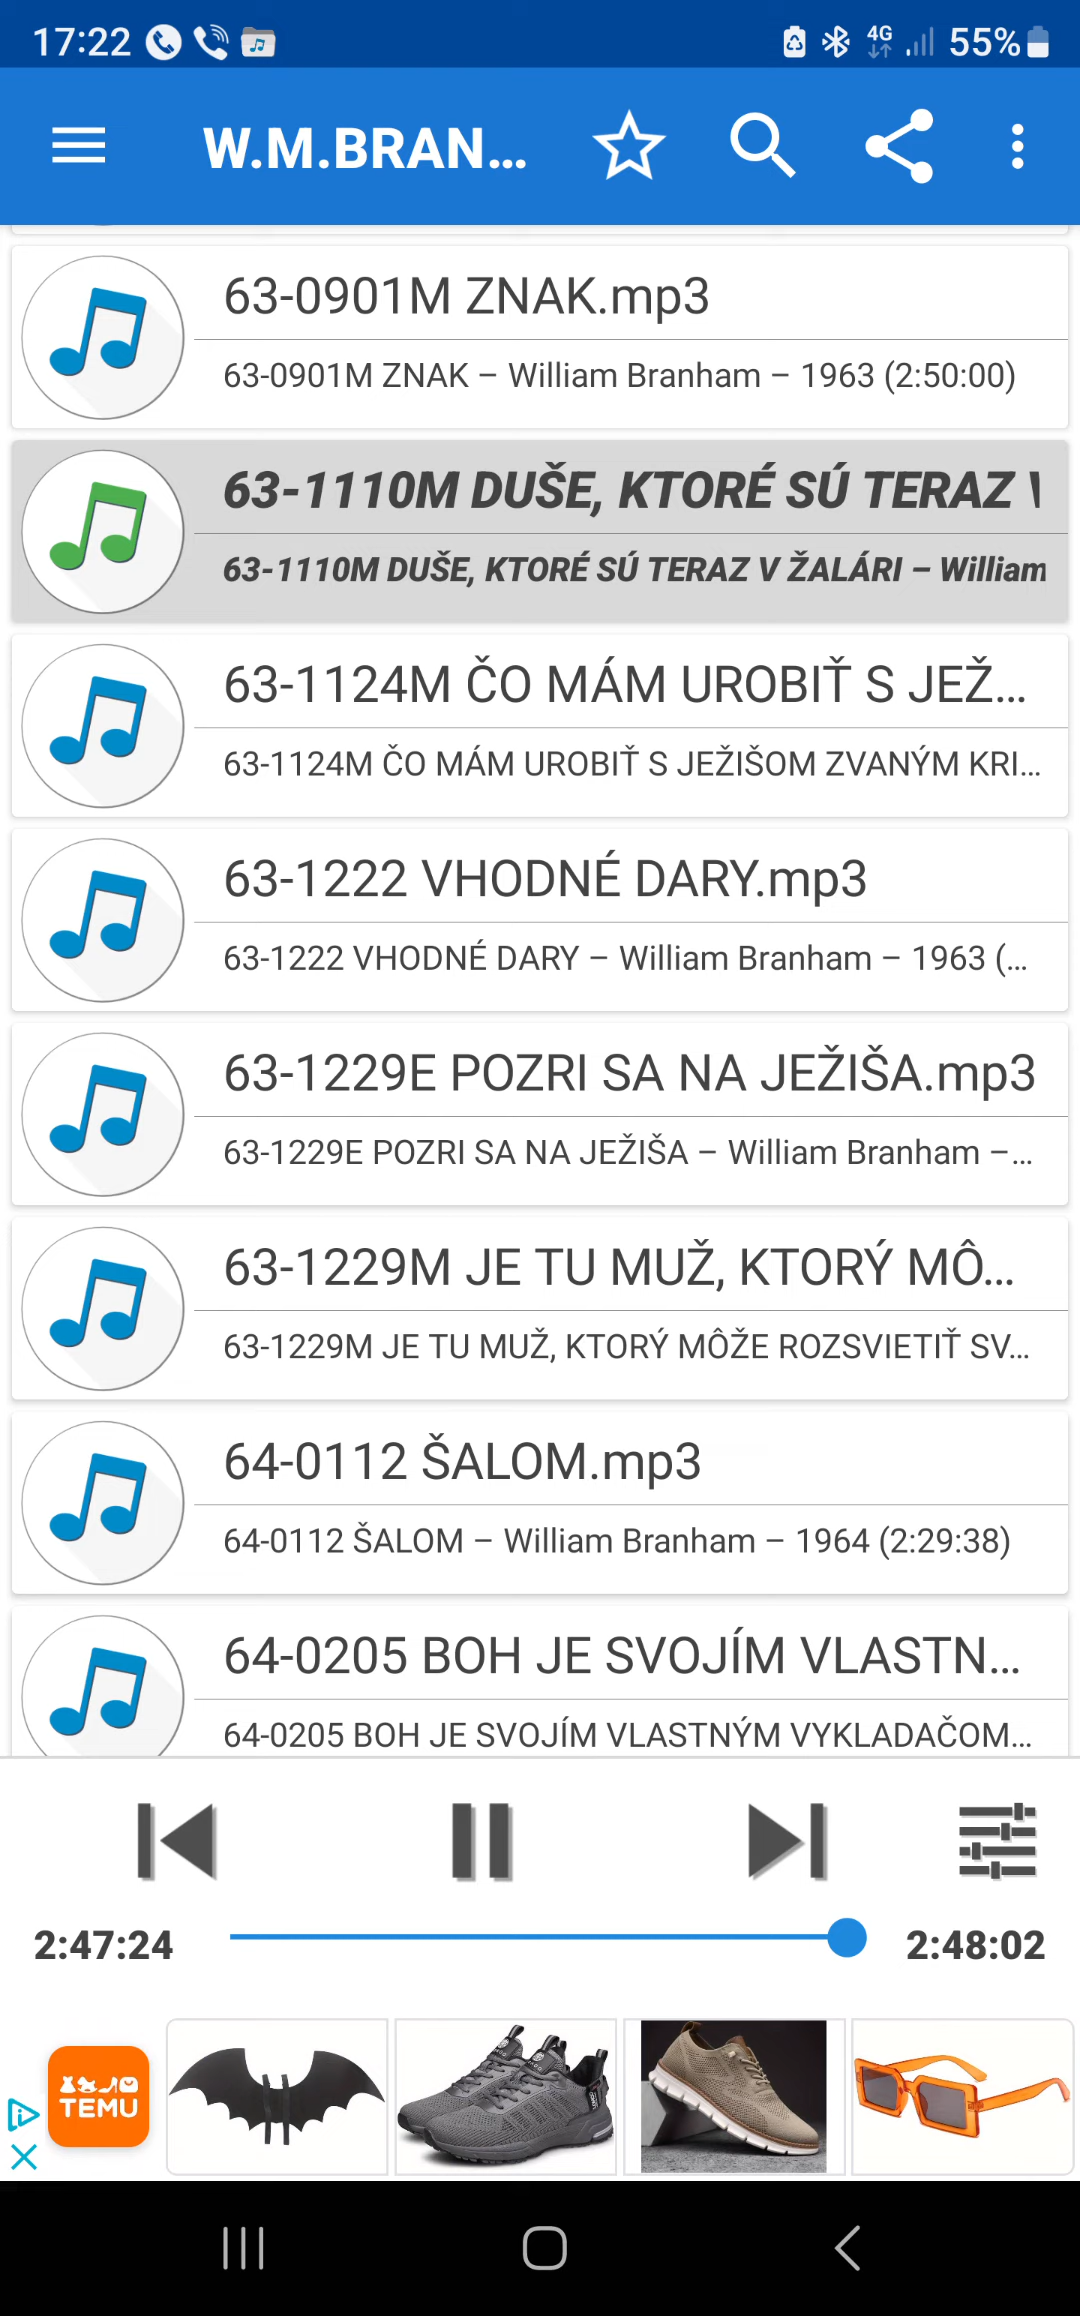 17:22 4G 55%
W.M.BRAN...
63-0901M ZNAK.mp3
63-0901M ZNAK – William Branham – 1963 (2:50:00)
63-1110M DUŠE, KTORÉ SÚ TERAZ
63-1110M DUŠE, KTORÉ SÚ TERAZ V ŽALÁRI – William
63-1124M ČO MÁM UROBIŤ S JEŽ...
63-1124M ČO MÁM UROBIŤ S JEŽIŠOM ZVANÝM KRI...
63-1222 VHODNÉ DARY.mp3
63-1222 VHODNÉ DARY – William Branham – 1963 (...
63-1229E POZRI SA NA JEŽIŠA.mp3
63-1229E POZRI SA NA JEŽIŠA – William Branham –...
63-1229M JE TU MUŽ, KTORÝ MÔ...
63-1229M JE TU MUŽ, KTORÝ MÔŽE ROZSVIETIŤ SV...
64-0112 ŠALOM.mp3
64-0112 ŠALOM – William Branham – 1964 (2:29:38)
64-0205 BOH JE SVOJÍM VLASTN...
64-0205 BOH JE SVOJÍM VLASTNÝM VYKLADAČOM...
2:47:24 2:48:02
TEMU